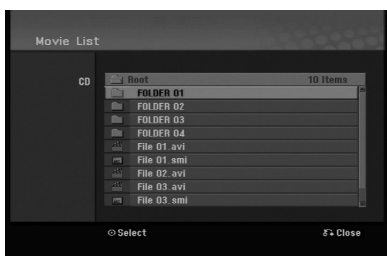 Movie List
CD
Root 10 Items
FOLDER 01
FOLDER 02
FOLDER 03
FOLDER 04
File 01.avi
File 01.smi
File 02.avi
File 03.avi
File 03.smi
Select Close